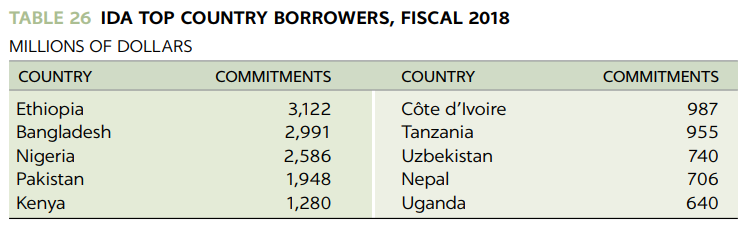 TABLE 26 IDA TOP COUNTRY BORROWERS, FISCAL 2018
MILLIONS OF DOLLARS
COUNTRY COMMITMENTS COUNTRY COMMITMENTS
Ethiopia 3,122 Côte d’Ivoire 987
Bangladesh 2,991 Tanzania 955
Nigeria 2,586 Uzbekistan 740
Pakistan 1,948 Nepal 706
Kenya 1,280 Uganda 640